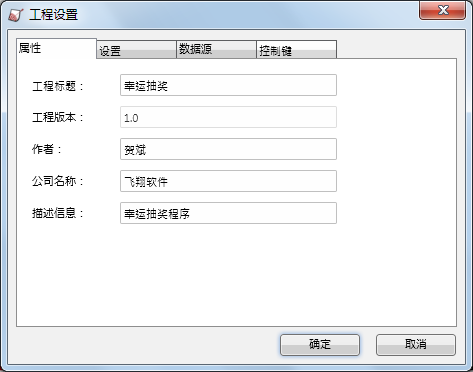 工程设置
属性 设置 数据源 控制键
工程标题： 幸运抽奖
工程版本： 1.0
作者： 贺斌
公司名称： 飞翔软件
描述信息： 幸运抽奖程序
确定 取消